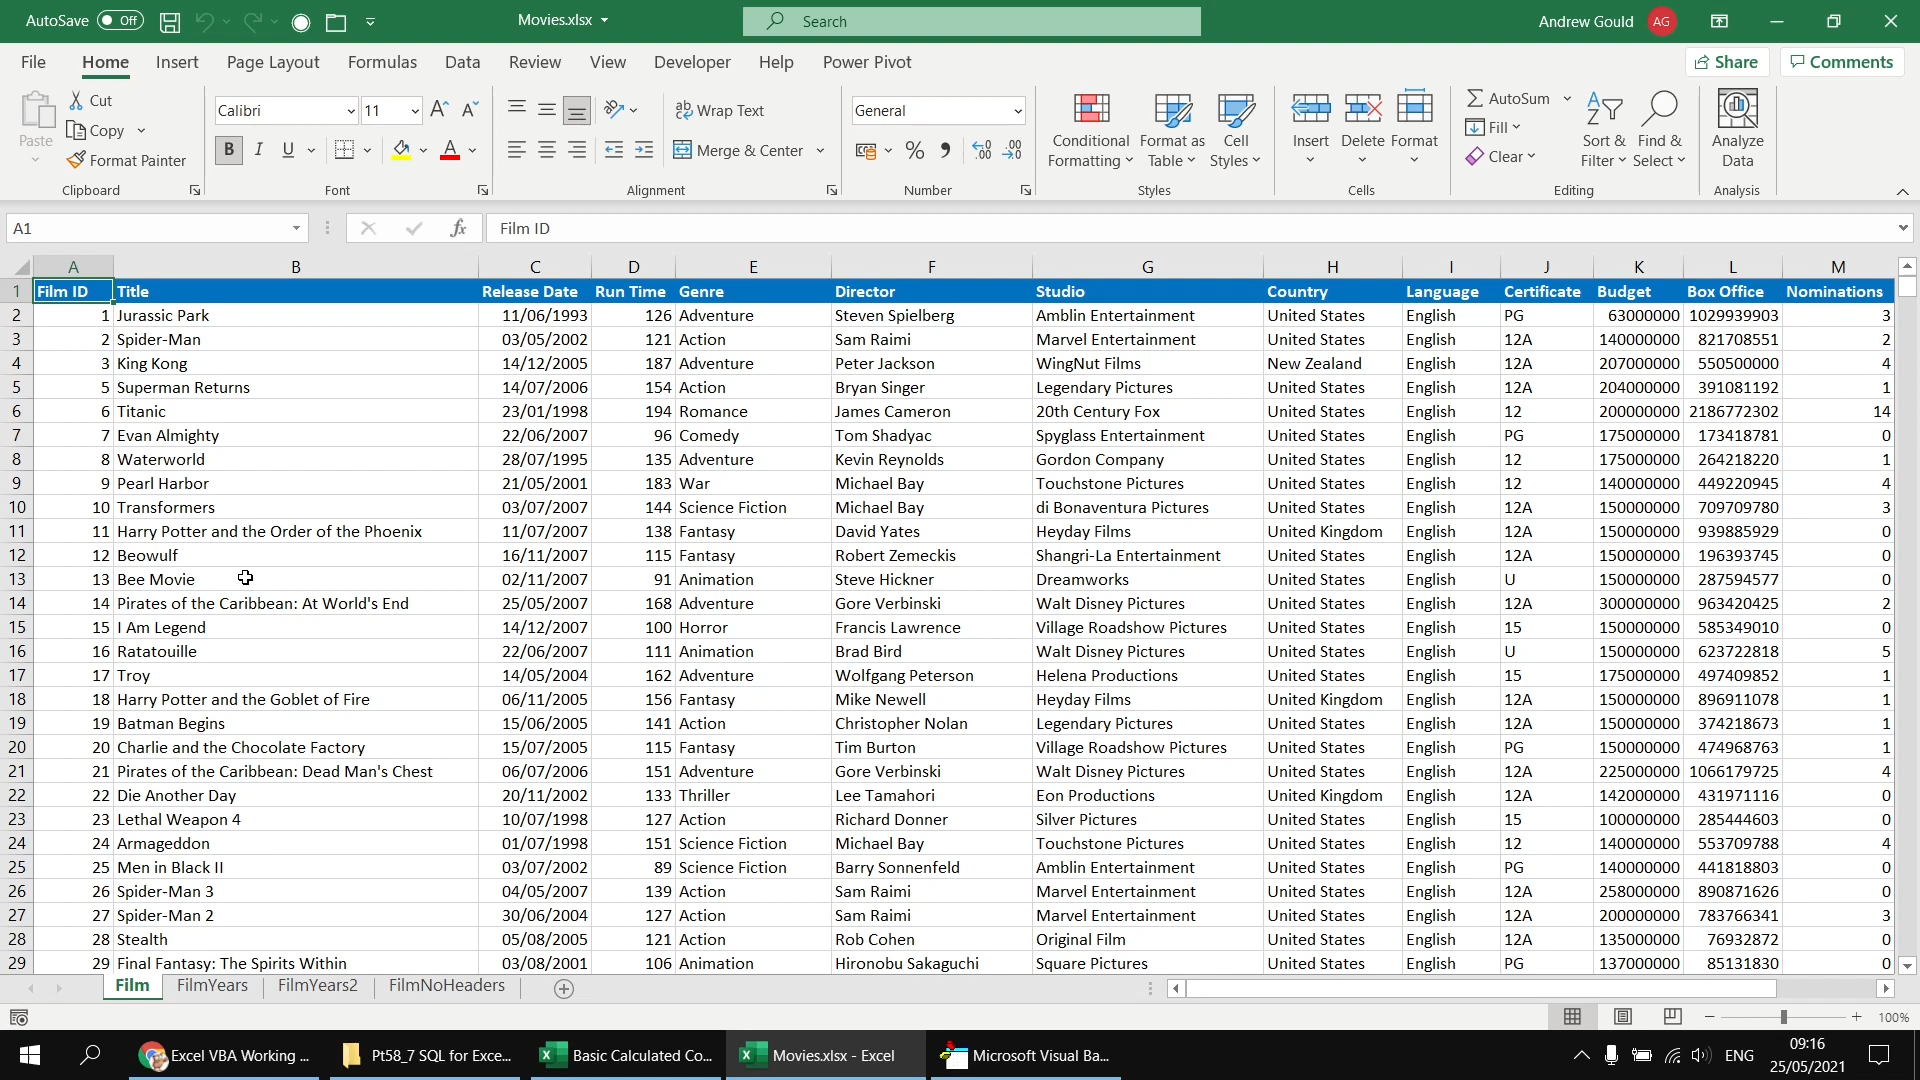 AutoSave Off Movies.xlsx Search Andrew Gould AG
File Home Insert Page Layout Formulas Data Review View Developer Help Power Pivot Share Comments
Paste Cut Copy Format Painter Clipboard
Calibri 11 B I U A Font
Wrap Text Merge & Center Alignment
General % Number
Conditional Formatting Format as Table Cell Styles Styles
Insert Delete Format Cells
AutoSum Fill Clear Sort & Filter Find & Select Editing
Analyze Data Analysis
A1 fx Film ID
A B C D E F G H I J K L M
1 Film ID Title Release Date Run Time Genre Director Studio Country Language Certificate Budget Box Office Nominations
2 1 Jurassic Park 11/06/1993 126 Adventure Steven Spielberg Amblin Entertainment United States English PG 63000000 1029939903 3
3 2 Spider-Man 03/05/2002 121 Action Sam Raimi Marvel Entertainment United States English 12A 140000000 821708551 2
4 3 King Kong 14/12/2005 187 Adventure Peter Jackson WingNut Films New Zealand English 12A 207000000 550500000 4
5 5 Superman Returns 14/07/2006 154 Action Bryan Singer Legendary Pictures United States English 12A 204000000 391081192 1
6 6 Titanic 23/01/1998 194 Romance James Cameron 20th Century Fox United States English 12 200000000 2186772302 14
7 7 Evan Almighty 22/06/2007 96 Comedy Tom Shadyac Spyglass Entertainment United States English PG 175000000 173418781 0
8 8 Waterworld 28/07/1995 135 Adventure Kevin Reynolds Gordon Company United States English 12 175000000 264218220 1
9 9 Pearl Harbor 21/05/2001 183 War Michael Bay Touchstone Pictures United States English 12 140000000 449220945 4
10 10 Transformers 03/07/2007 144 Science Fiction Michael Bay di Bonaventura Pictures United States English 12A 150000000 709709780 3
11 11 Harry Potter and the Order of the Phoenix 11/07/2007 138 Fantasy David Yates Heyday Films United Kingdom English 12A 150000000 939885929 0
12 12 Beowulf 16/11/2007 115 Fantasy Robert Zemeckis Shangri-La Entertainment United States English 12A 150000000 196393745 0
13 13 Bee Movie 02/11/2007 91 Animation Steve Hickner Dreamworks United States English U 150000000 287594577 0
14 14 Pirates of the Caribbean: At World's End 25/05/2007 168 Adventure Gore Verbinski Walt Disney Pictures United States English 12A 300000000 963420425 2
15 15 I Am Legend 14/12/2007 100 Horror Francis Lawrence Village Roadshow Pictures United States English 15 150000000 585349010 0
16 16 Ratatouille 22/06/2007 111 Animation Brad Bird Walt Disney Pictures United States English U 150000000 623722818 5
17 17 Troy 14/05/2004 162 Adventure Wolfgang Peterson Helena Productions United States English 15 175000000 497409852 1
18 18 Harry Potter and the Goblet of Fire 06/11/2005 156 Fantasy Mike Newell Heyday Films United Kingdom English 12A 150000000 896911078 1
19 19 Batman Begins 15/06/2005 141 Action Christopher Nolan Legendary Pictures United States English 12A 150000000 374218673 1
20 20 Charlie and the Chocolate Factory 15/07/2005 115 Fantasy Tim Burton Village Roadshow Pictures United States English PG 150000000 474968763 1
21 21 Pirates of the Caribbean: Dead Man's Chest 06/07/2006 151 Adventure Gore Verbinski Walt Disney Pictures United States English 12A 225000000 1066179725 4
22 22 Die Another Day 20/11/2002 133 Thriller Lee Tamahori Eon Productions United Kingdom English 12A 142000000 431971116 0
23 23 Lethal Weapon 4 10/07/1998 127 Action Richard Donner Silver Pictures United States English 15 100000000 285444603 0
24 24 Armageddon 01/07/1998 151 Science Fiction Michael Bay Touchstone Pictures United States English 12 140000000 553709788 4
25 25 Men in Black II 03/07/2002 89 Science Fiction Barry Sonnenfeld Amblin Entertainment United States English PG 140000000 441818803 0
26 26 Spider-Man 3 04/05/2007 139 Action Sam Raimi Marvel Entertainment United States English 12A 258000000 890871626 0
27 27 Spider-Man 2 30/06/2004 127 Action Sam Raimi Marvel Entertainment United States English 12A 200000000 783766341 3
28 28 Stealth 05/08/2005 121 Action Rob Cohen Original Film United States English 12A 135000000 76932872 0
29 29 Final Fantasy: The Spirits Within 03/08/2001 106 Animation Hironobu Sakaguchi Square Pictures United States English PG 137000000 85131830 0
Film FilmYears FilmYears2 FilmNoHeaders
100%
Excel VBA Working ... Pt58_7 SQL for Exce... Basic Calculated Co... Movies.xlsx - Excel Microsoft Visual Ba... ENG 09:16
25/05/2021